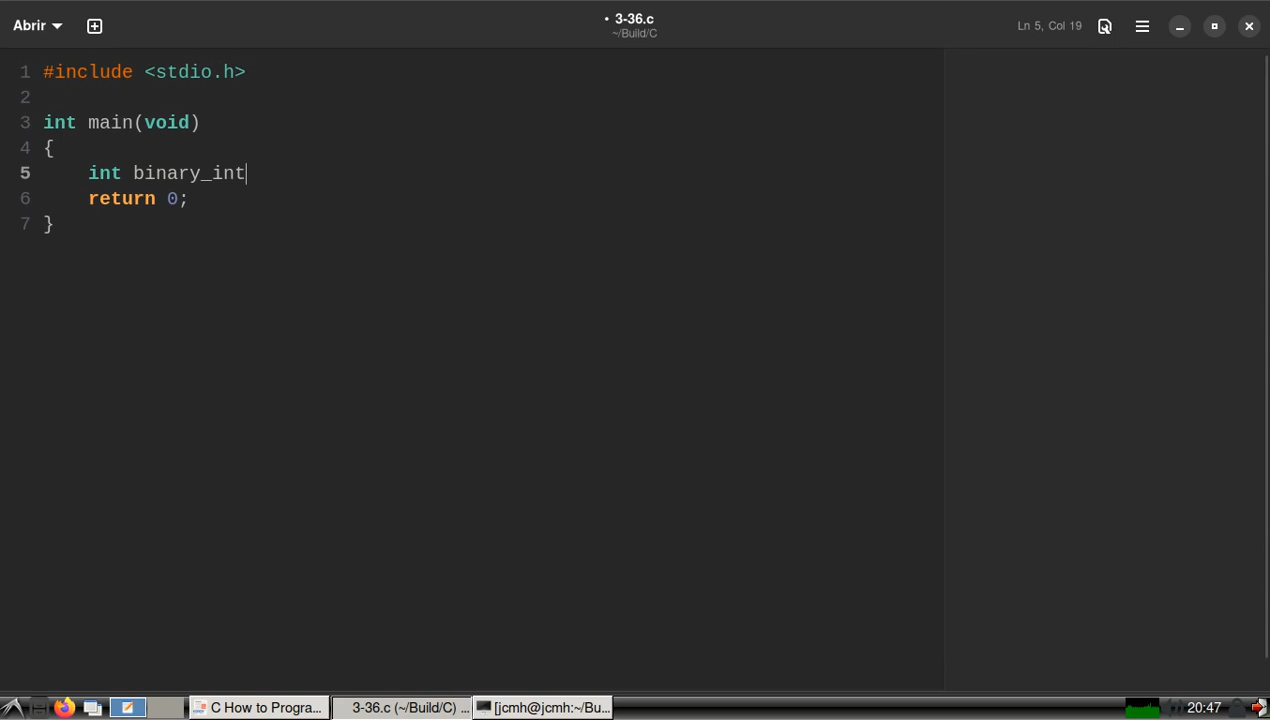 Abrir
• 3-36.c
~/Build/C
Ln 5, Col 19
1 #include <stdio.h>
2
3 int main(void)
4 {
5     int binary_int
6     return 0;
7 }
C How to Progra...
3-36.c (~/Build/C) ...
[jcmh@jcmh:~/Bu...
20:47